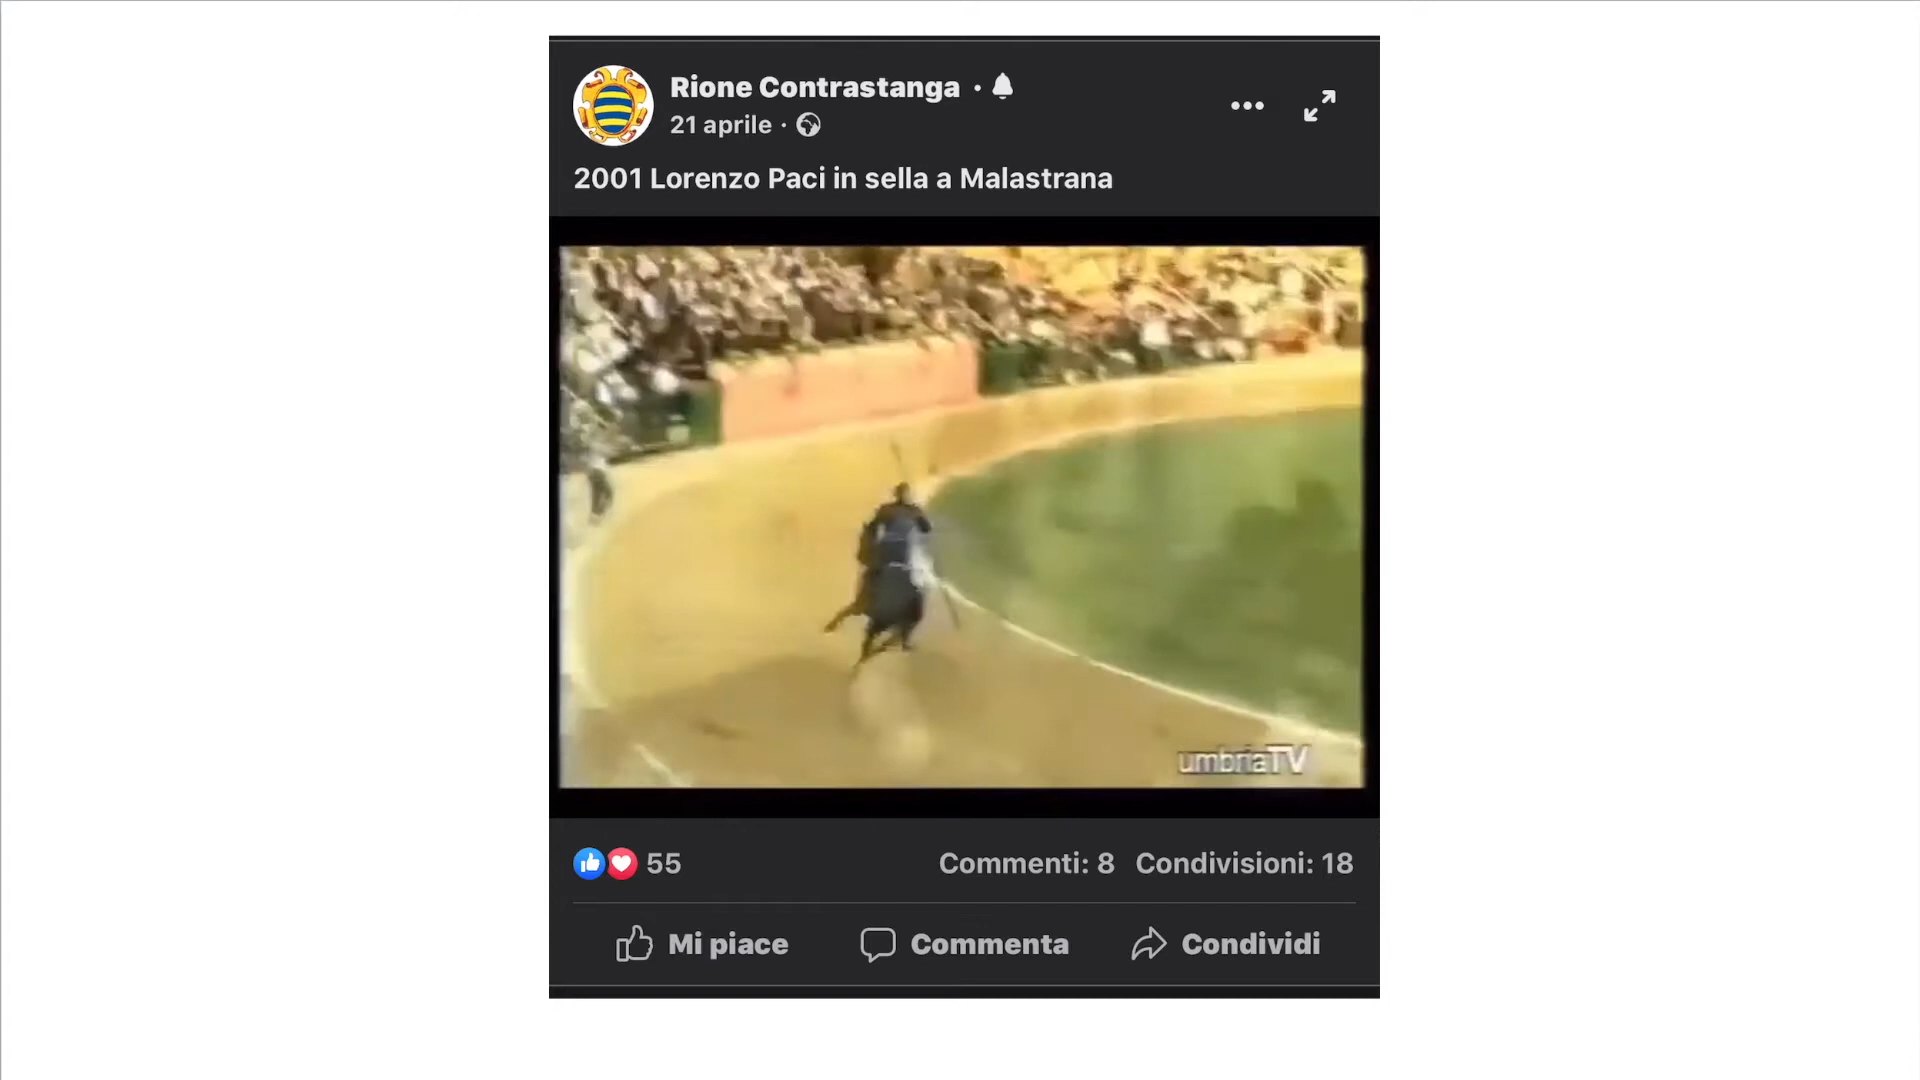 Rione Contrastanga ·
21 aprile ·
2001 Lorenzo Paci in sella a Malastrana
umbriaTV
55
Commenti: 8 Condivisioni: 18
Mi piace
Commenta
Condividi